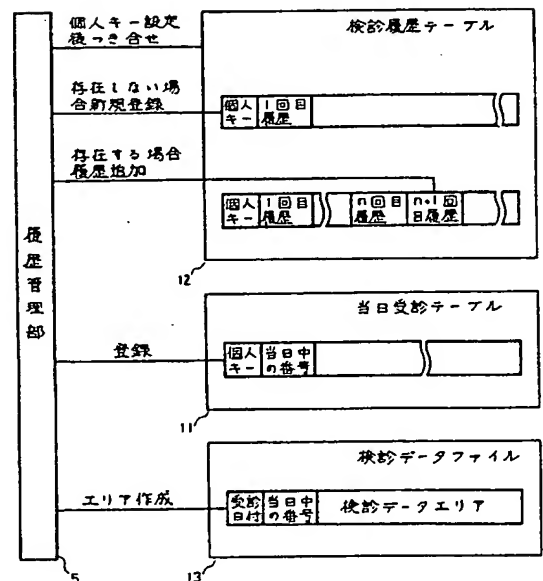 個人キー設定
後つき合せ
検診履歴テーブル
存在しない場
合新規登録
個人
キー
1回目
履歴
存在する場合
履歴追加
個人
キー
1回目
履歴
n回目
履歴
n+1回
目履歴
12
履歴管理部
当日受診テーブル
登録
個人
キー
当日中
の番号
11
検診データファイル
エリア作成
受診
日付
当日中
の番号
検診データエリア
5
13